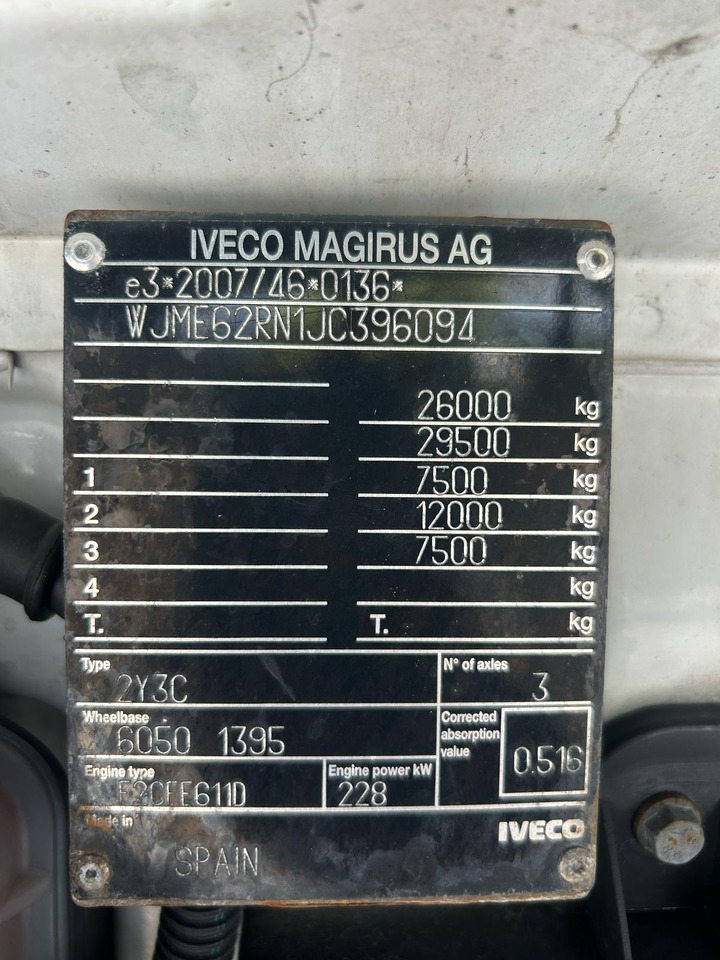 IVECO MAGIRUS AG
e3*2007/46*0136*
WJME62RN1JC396094
26000 kg
29500 kg
1 7500 kg
2 12000 kg
3 7500 kg
4 kg
T. T. kg
Type N° of axles
2Y3C 3
Wheelbase Corrected absorption value
6050 1395 0.516
Engine type Engine power kW
F2CFE611D 228
Made in IVECO
SPAIN